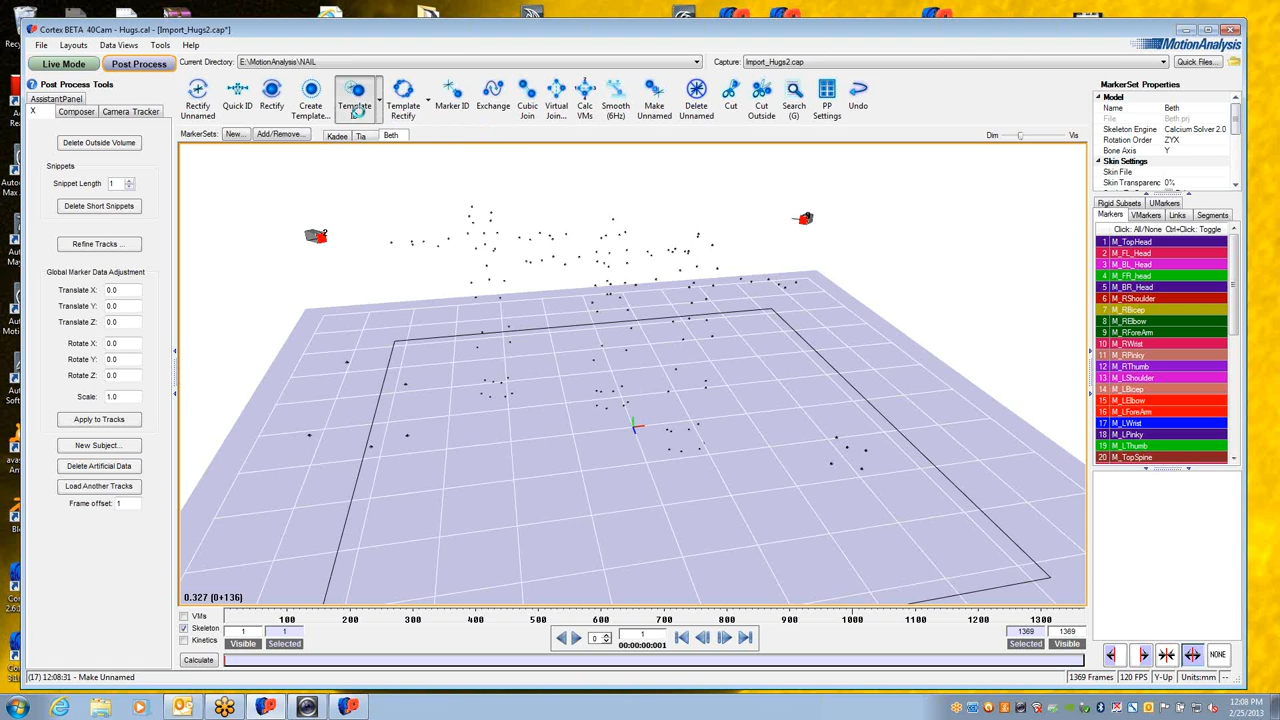 Cortex BETA 40Cam - Hugs.cal - [Import_Hugs2.cap*]
File Layouts Data Views Tools Help
MotionAnalysis
Live Mode Post Process Current Directory: E:\MotionAnalysis\NAIL Capture: Import_Hugs2.cap Quick Files...
Post Process Tools
AssistantPanel
X Composer Camera Tracker
Rectify Unnamed
Quick ID
Rectify
Create Template...
Template
Template Rectify
Marker ID
Exchange
Cubic Join
Virtual Join...
Calc VMs
Smooth (6Hz)
Make Unnamed
Delete Unnamed
Cut
Cut Outside
Search (G)
PP Settings
Undo
MarkerSets: New... Add/Remove... Kadee Tia Beth Dim Vis
Delete Outside Volume
Snippets
Snippet Length 1
Delete Short Snippets
Refine Tracks ...
Global Marker Data Adjustment
Translate X: 0.0
Translate Y: 0.0
Translate Z: 0.0
Rotate X: 0.0
Rotate Y: 0.0
Rotate Z: 0.0
Scale: 1.0
Apply to Tracks
New Subject...
Delete Artificial Data
Load Another Tracks
Frame offset: 1
2
0.327 (0+136)
MarkerSet Properties
Model
Name Beth
File Beth.prj
Skeleton Engine Calcium Solver 2.0
Rotation Order ZYX
Bone Axis Y
Skin Settings
Skin File
Skin Transparenc 0%
Rigid Subsets UMarkers
Markers VMarkers Links Segments
Click: All/None Ctrl+Click: Toggle
1 M_TopHead
2 M_FL_Head
3 M_BL_Head
4 M_FR_head
5 M_BR_Head
6 M_RShoulder
7 M_RBicep
8 M_RElbow
9 M_RForeArm
10 M_RWrist
11 M_RPinky
12 M_RThumb
13 M_LShoulder
14 M_LBicep
15 M_LElbow
16 M_LForeArm
17 M_LWrist
18 M_LPinky
19 M_LThumb
20 M_TopSpine
VMs
Skeleton
Kinetics
100 200 300 400 500 600 700 800 900 1000 1100 1200 1300
1 1 0 1 1369 1369
Visible Selected 00:00:00:001 Selected Visible
Calculate
NONE
(17) 12:08:31 : Make Unnamed
1369 Frames 120 FPS Y-Up Units:mm --
12:08 PM
2/25/2013